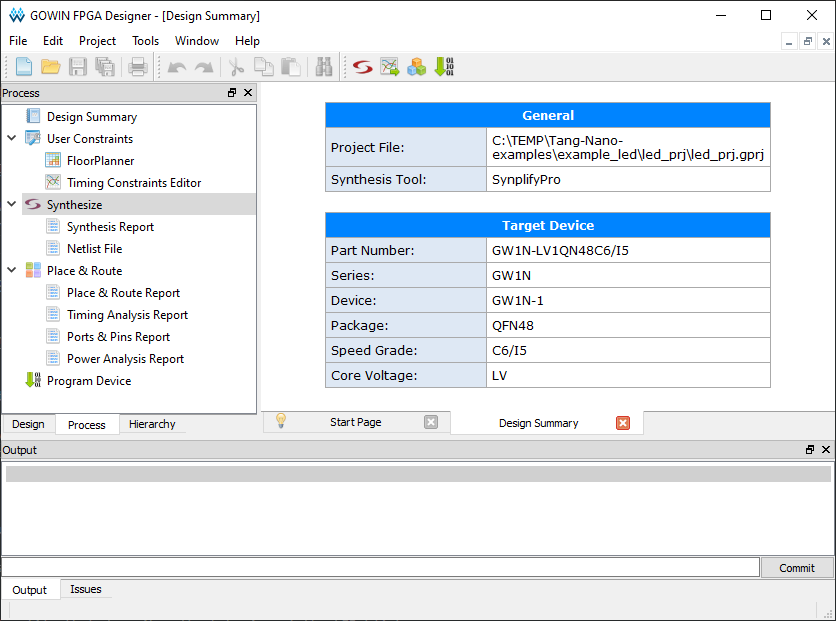 GOWIN FPGA Designer - [Design Summary]
File Edit Project Tools Window Help
Process
Design Summary
User Constraints
FloorPlanner
Timing Constraints Editor
Synthesize
Synthesis Report
Netlist File
Place & Route
Place & Route Report
Timing Analysis Report
Ports & Pins Report
Power Analysis Report
Program Device
Design Process Hierarchy
General
Project File: C:\TEMP\Tang-Nano-
examples\example_led\led_prj\led_prj.gprj
Synthesis Tool: SynplifyPro
Target Device
Part Number: GW1N-LV1QN48C6/I5
Series: GW1N
Device: GW1N-1
Package: QFN48
Speed Grade: C6/I5
Core Voltage: LV
Start Page Design Summary
Output
Commit
Output Issues